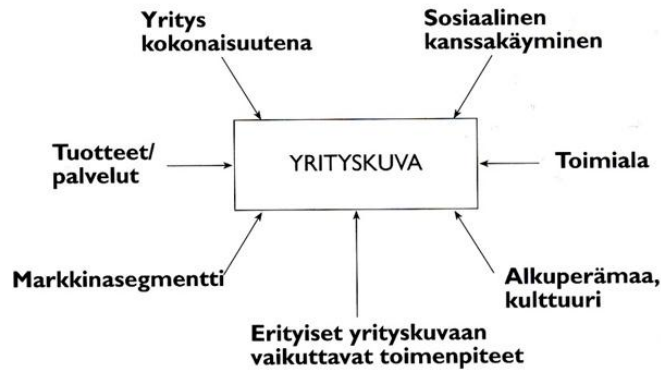 Yritys
kokonaisuutena
Sosiaalinen
kanssakäyminen
Tuotteet/
palvelut
YRITYSKUVA
Toimiala
Markkinasegmentti
Alkuperämaa,
kulttuuri
Erityiset yrityskuvaan
vaikuttavat toimenpiteet